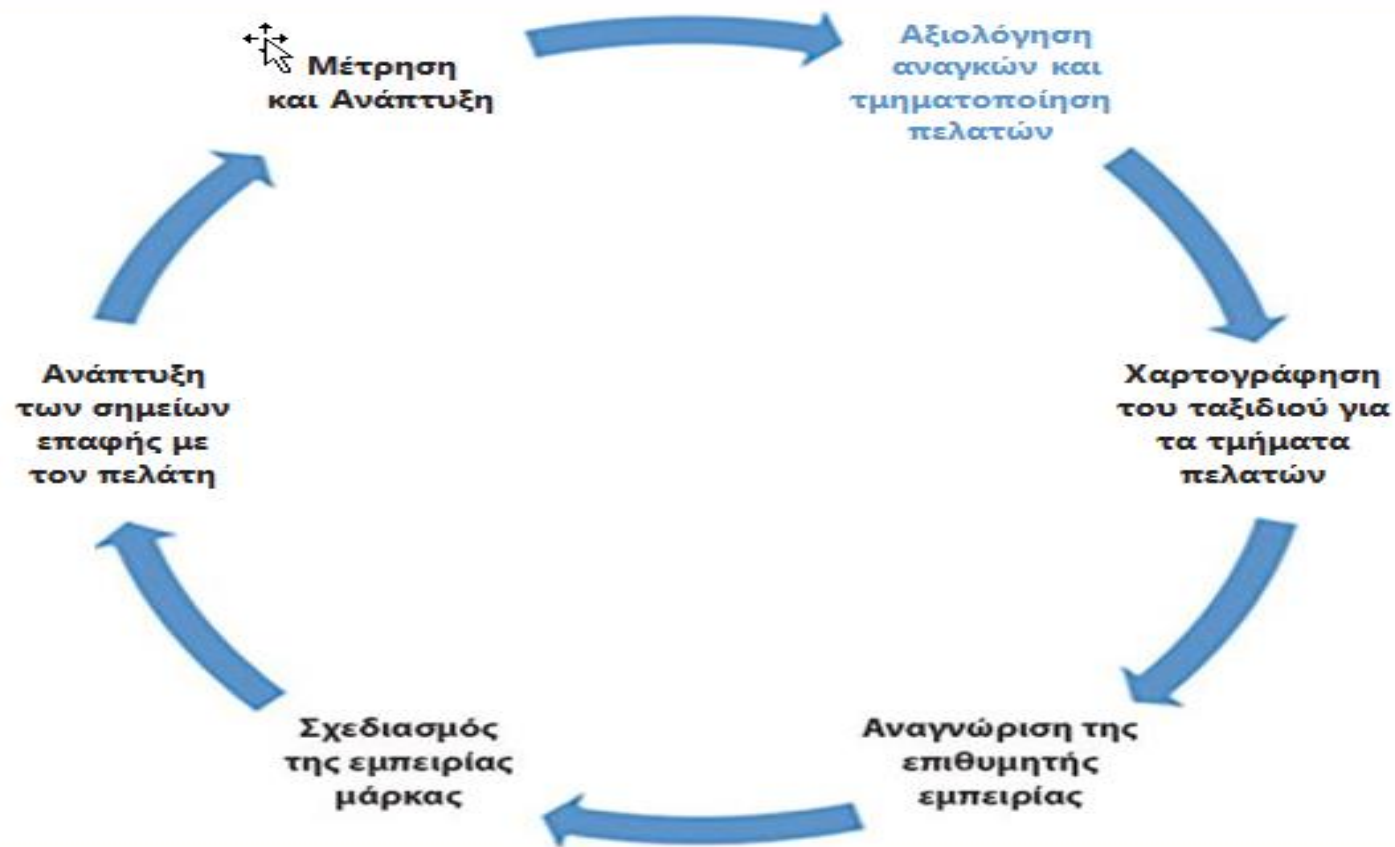 Μέτρηση
και Ανάπτυξη
Αξιολόγηση
αναγκών και
τμηματοποίηση
πελατών
Χαρτογράφηση
του ταξιδιού για
τα τμήματα
πελατών
Αναγνώριση της
επιθυμητής
εμπειρίας
Σχεδιασμός
της εμπειρίας
μάρκας
Ανάπτυξη
των σημείων
επαφής με
τον πελάτη